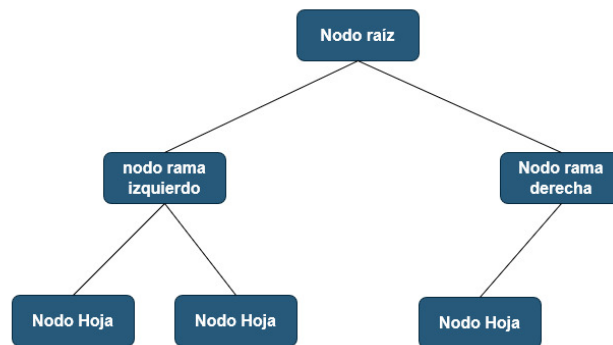 Nodo raíz
nodo rama
izquierdo
Nodo rama
derecha
Nodo Hoja
Nodo Hoja
Nodo Hoja